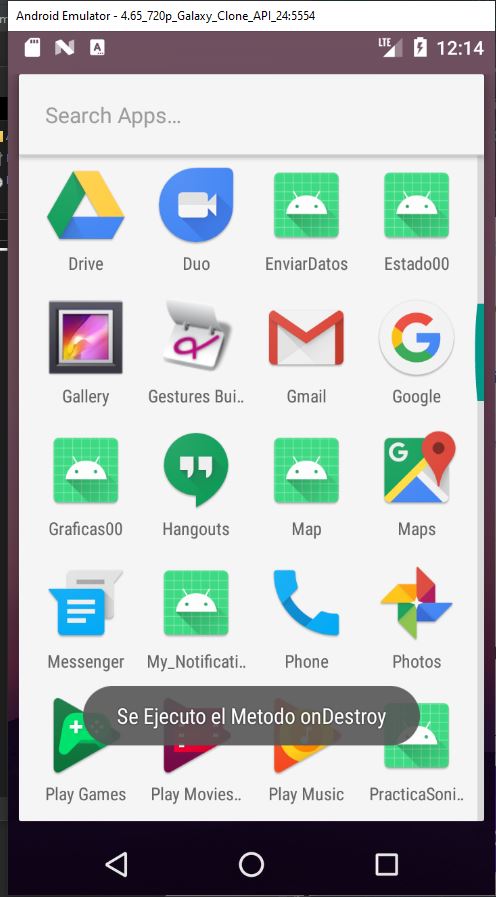 Android Emulator - 4.65_720p_Galaxy_Clone_API_24:5554
LTE 12:14
Search Apps...
Drive Duo EnviarDatos Estado00
Gallery Gestures Bui.. Gmail Google
Graficas00 Hangouts Map Maps
Messenger My_Notificati.. Phone Photos
Se Ejecuto el Metodo onDestroy
Play Games Play Movies.. Play Music PracticaSoni..